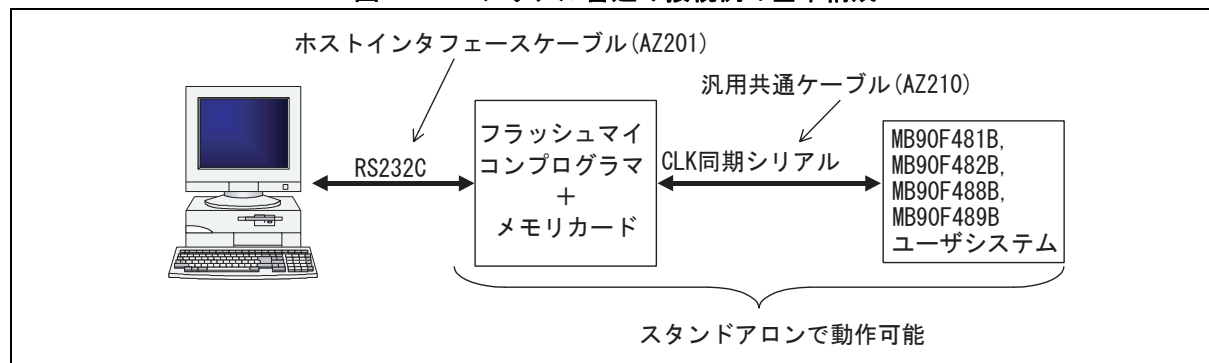 ホストインタフェースケーブル(AZ201)
汎用共通ケーブル(AZ210)
RS232C
フラッシュマイ
コンプログラマ
+
メモリカード
CLK同期シリアル
MB90F481B,
MB90F482B,
MB90F488B,
MB90F489B
ユーザシステム
スタンドアロンで動作可能